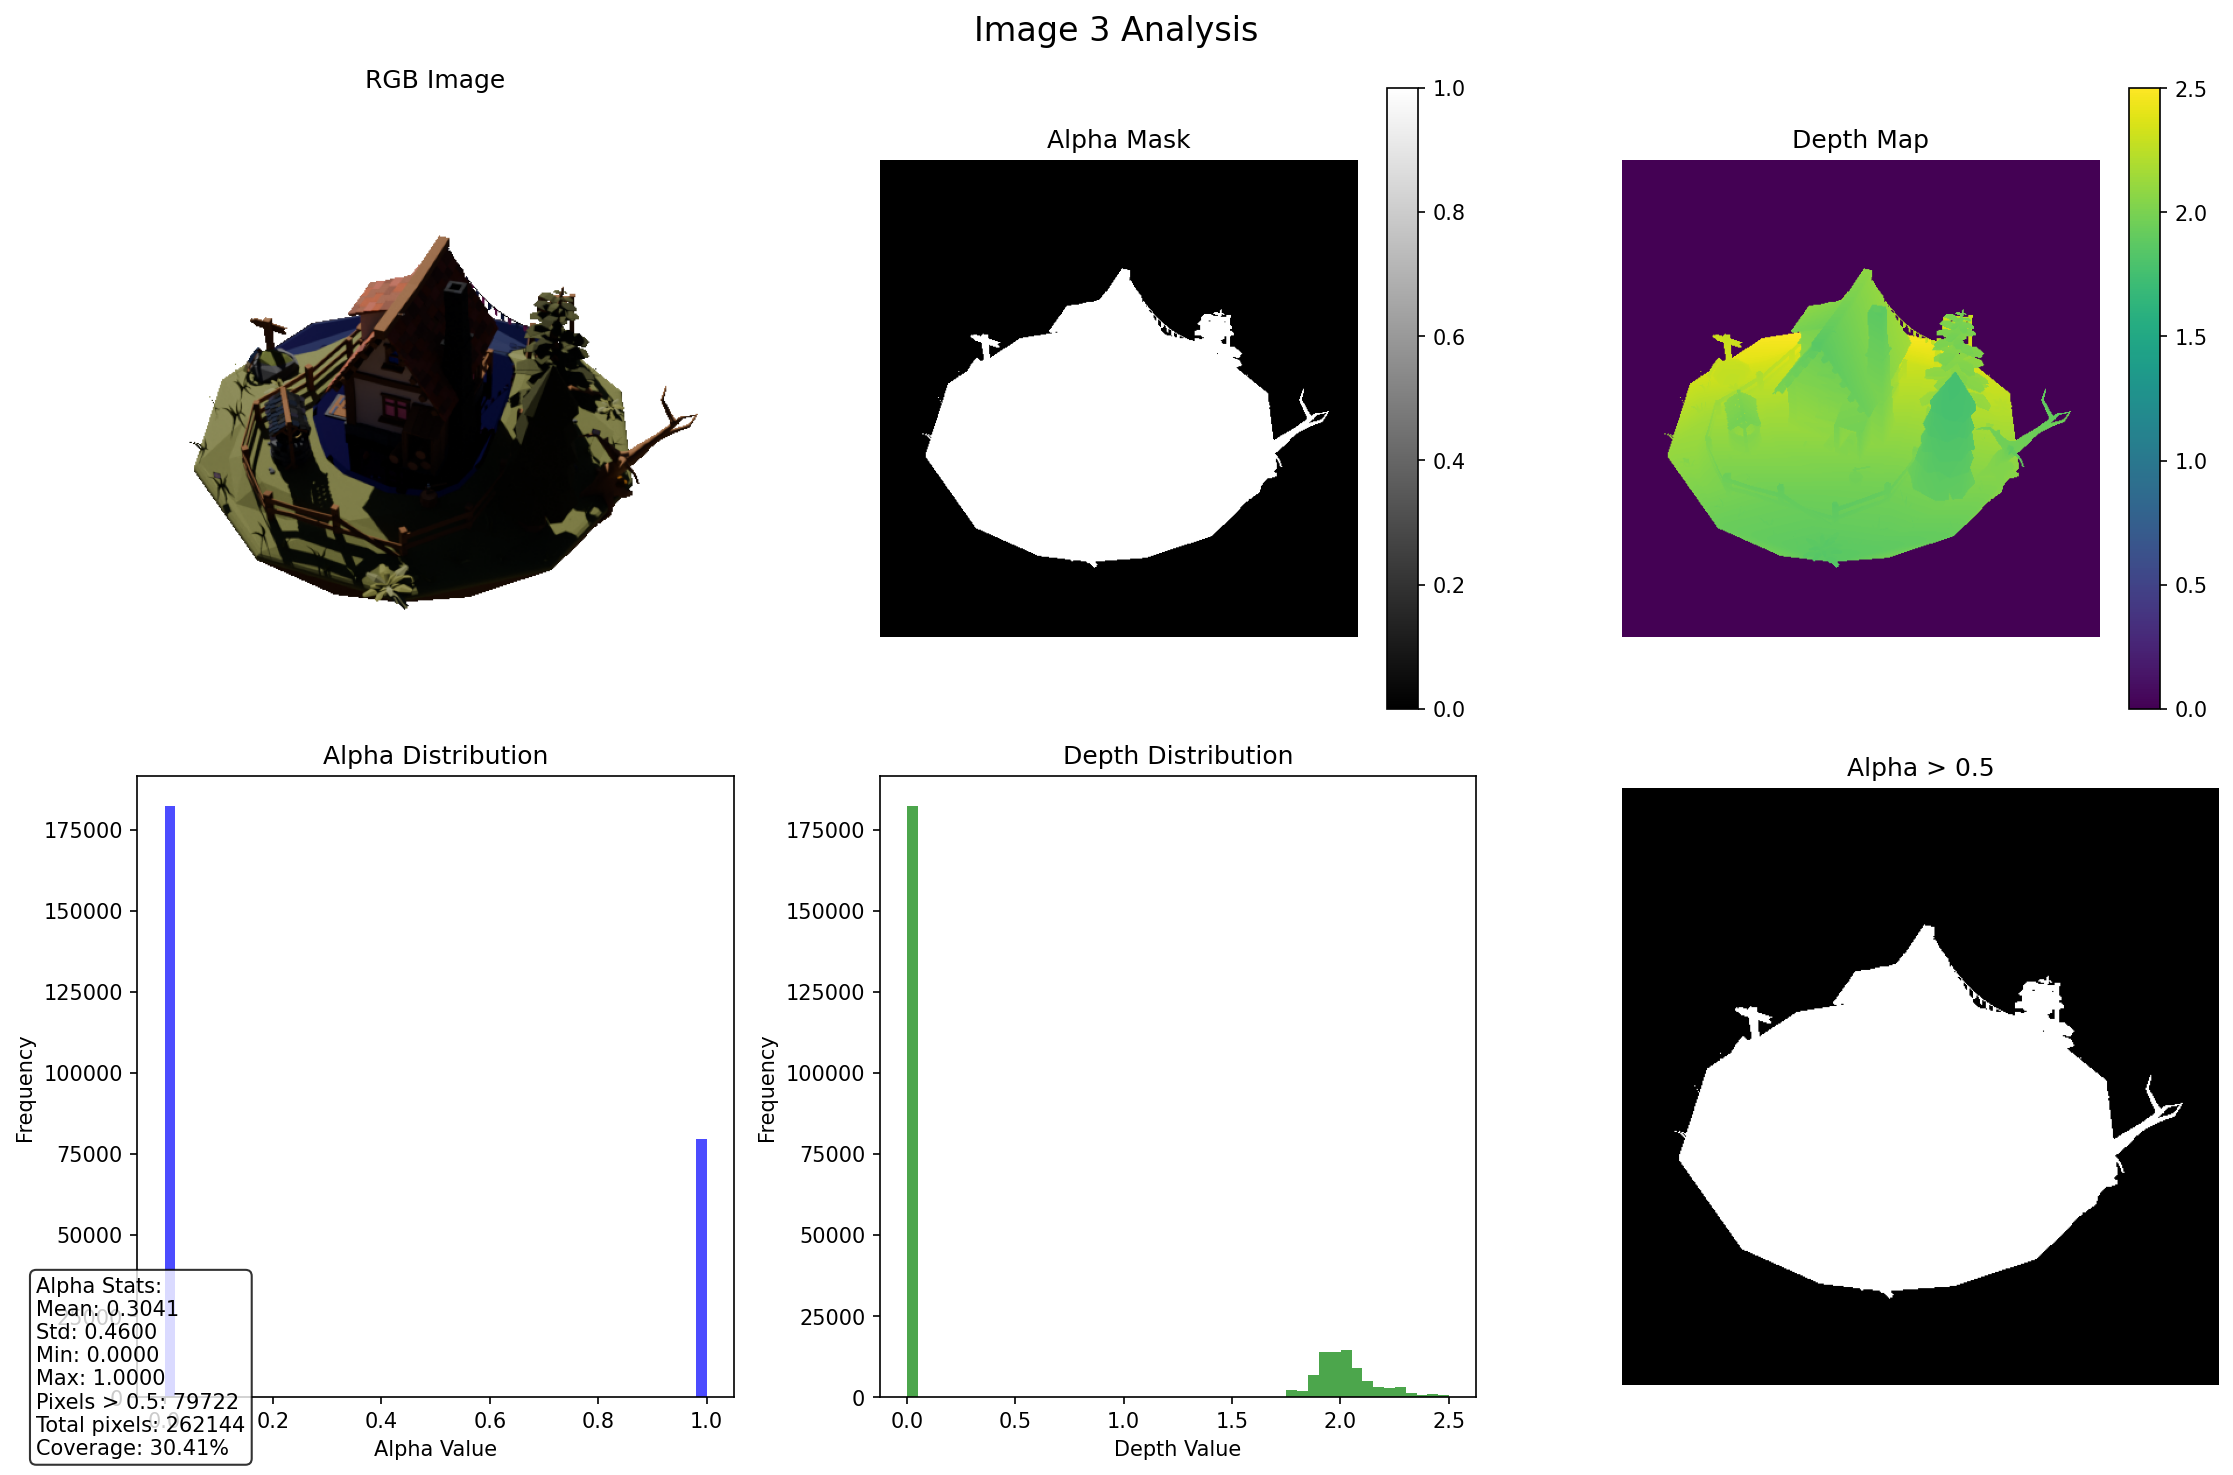 Image 3 Analysis
RGB Image
Alpha Mask
1.0
0.8
0.6
0.4
0.2
0.0
Depth Map
2.5
2.0
1.5
1.0
0.5
0.0
Alpha Distribution
Frequency
175000
150000
125000
100000
75000
50000
25000
0
0.0
0.2
0.4
0.6
0.8
1.0
Alpha Value
Alpha Stats:
Mean: 0.3041
Std: 0.4600
Min: 0.0000
Max: 1.0000
Pixels > 0.5: 79722
Total pixels: 262144
Coverage: 30.41%
Depth Distribution
Frequency
175000
150000
125000
100000
75000
50000
25000
0
0.0
0.5
1.0
1.5
2.0
2.5
Depth Value
Alpha > 0.5